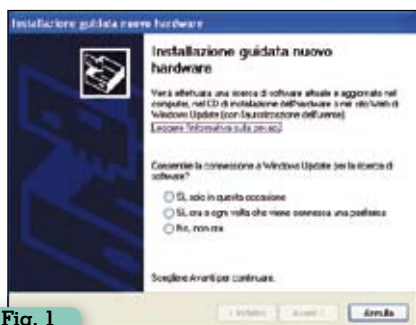 Installazione guidata nuovo hardware
Installazione guidata nuovo
hardware
Verrà effettuata una ricerca di software attuale e aggiornato nel
computer, nel CD di installazione dell'hardware o nel sito Web di
Windows Update (con l'autorizzazione dell'utente).
Leggere l'informativa sulla privacy
Consentire la connessione a Windows Update per la ricerca di
software?
Sì, solo in questa occasione
Sì, ora e ogni volta che viene connessa una periferica
No, non ora
Scegliere Avanti per continuare.
< Indietro
Avanti >
Annulla
Fig. 1